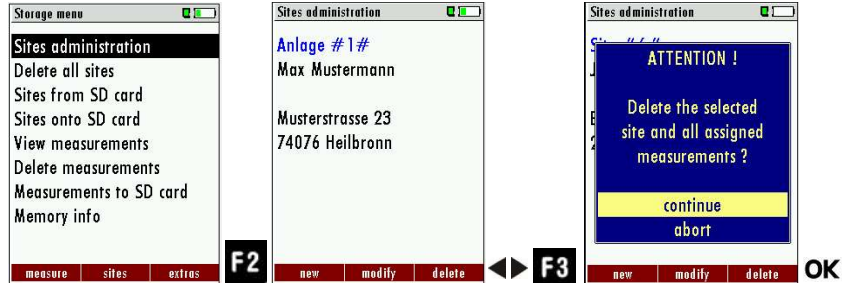 Storage menu
Sites administration
Delete all sites
Sites from SD card
Sites onto SD card
View measurements
Delete measurements
Measurements to SD card
Memory info
measure sites extras
F2
Sites administration
Anlage #1#
Max Mustermann
Musterstrasse 23
74076 Heilbronn
new modify delete
F3
Sites administration
ATTENTION !
Delete the selected
site and all assigned
measurements ?
continue
abort
new modify delete
OK